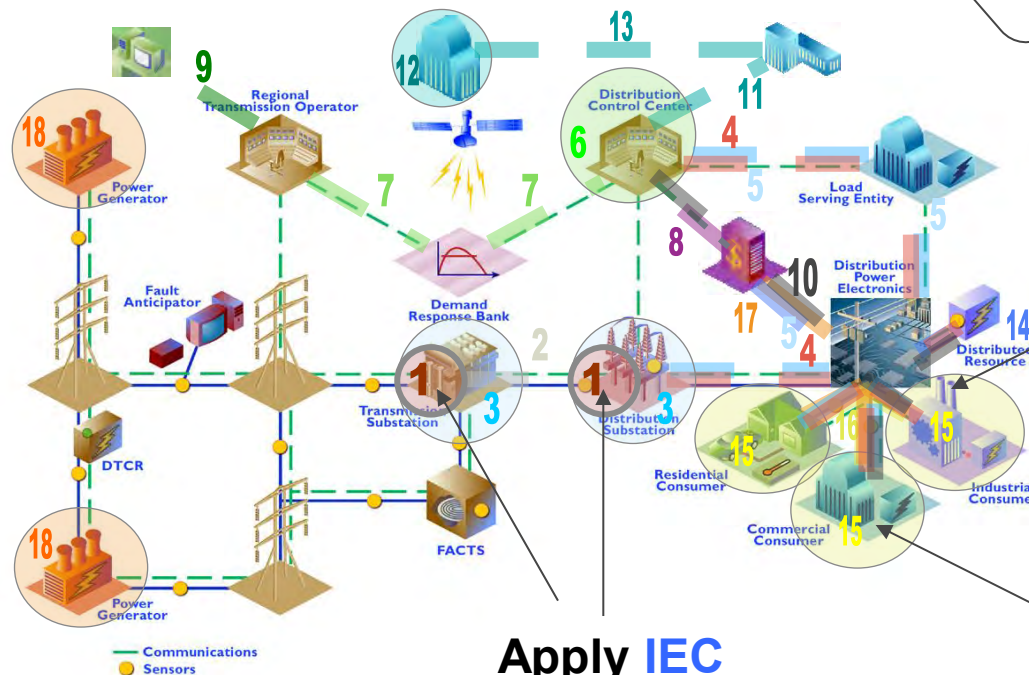 13
12
9
11
Regional
Transmission Operator
Distribution
Control Center
18
6
4
7
7
5
Power
Generator
Load
Serving Entity
5
8
10
Distribution
Power
Electronics
Fault
Anticipator
Demand
Response Bank
17
5
2
4
14
Distributed
Resource
1
3
1
3
Transmission
Substation
Distribution
Substation
15
16
15
DTCR
Residential
Consumer
Industria
Consume
FACTS
Commercial
Consumer
15
18
Power
Generator
Communications
Sensors
Apply IEC